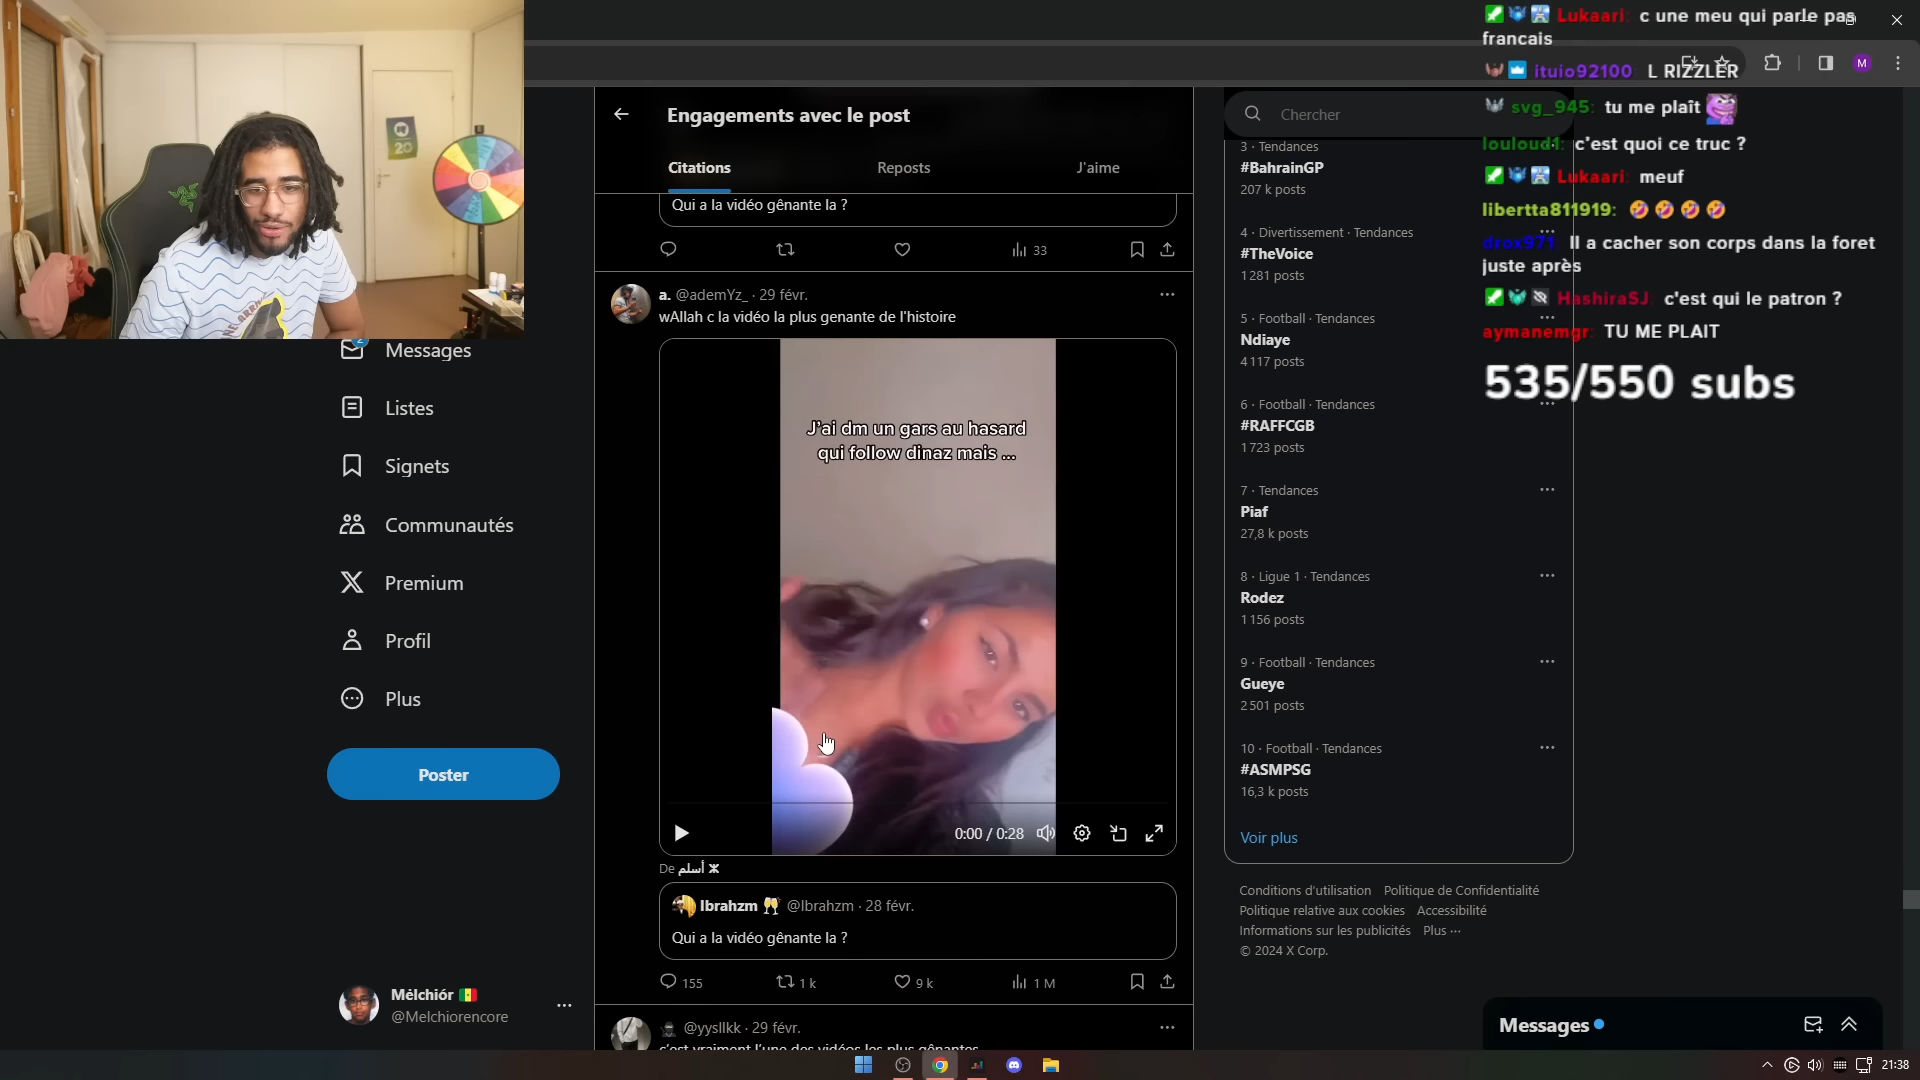 Engagements avec le post
Citations
Reposts
J'aime
Qui a la vidéo gênante la ?
33
a. @ademYz_ · 29 févr.
wAllah c la vidéo la plus genante de l'histoire
J'ai dm un gars au hasard
qui follow dinaz mais ...
0:00 / 0:28
De أسلم ⵣ
Ibrahzm 🥂 @Ibrahzm · 28 févr.
Qui a la vidéo gênante la ?
155
1 k
9 k
1 M
@yysllkk · 29 févr.
c'est vraiment l'une des vidéos les plus gênantes
20
2
Messages
Listes
Signets
Communautés
Premium
Profil
Plus
Poster
Mélchiór 🇸🇳
@Melchiorencore
Chercher
3 · Tendances
#BahrainGP
207 k posts
4 · Divertissement · Tendances
#TheVoice
1 281 posts
5 · Football · Tendances
Ndiaye
4 117 posts
6 · Football · Tendances
#RAFFCGB
1 723 posts
7 · Tendances
Piaf
27,8 k posts
8 · Ligue 1 · Tendances
Rodez
1 156 posts
9 · Football · Tendances
Gueye
2 501 posts
10 · Football · Tendances
#ASMPSG
16,3 k posts
Voir plus
Conditions d'utilisation Politique de Confidentialité
Politique relative aux cookies Accessibilité
Informations sur les publicités Plus ···
© 2024 X Corp.
M
Lukaari: c une meu qui parle pas
francais
ituio92100: L RIZZLER
svg_945: tu me plaît
louloud1: c'est quoi ce truc ?
Lukaari: meuf
libertta811919: 🤣 🤣 🤣 🤣
drox971: Il a cacher son corps dans la foret
juste après
HashiraSJ: c'est qui le patron ?
aymanemgr: TU ME PLAIT
535/550 subs
Messages
21:38